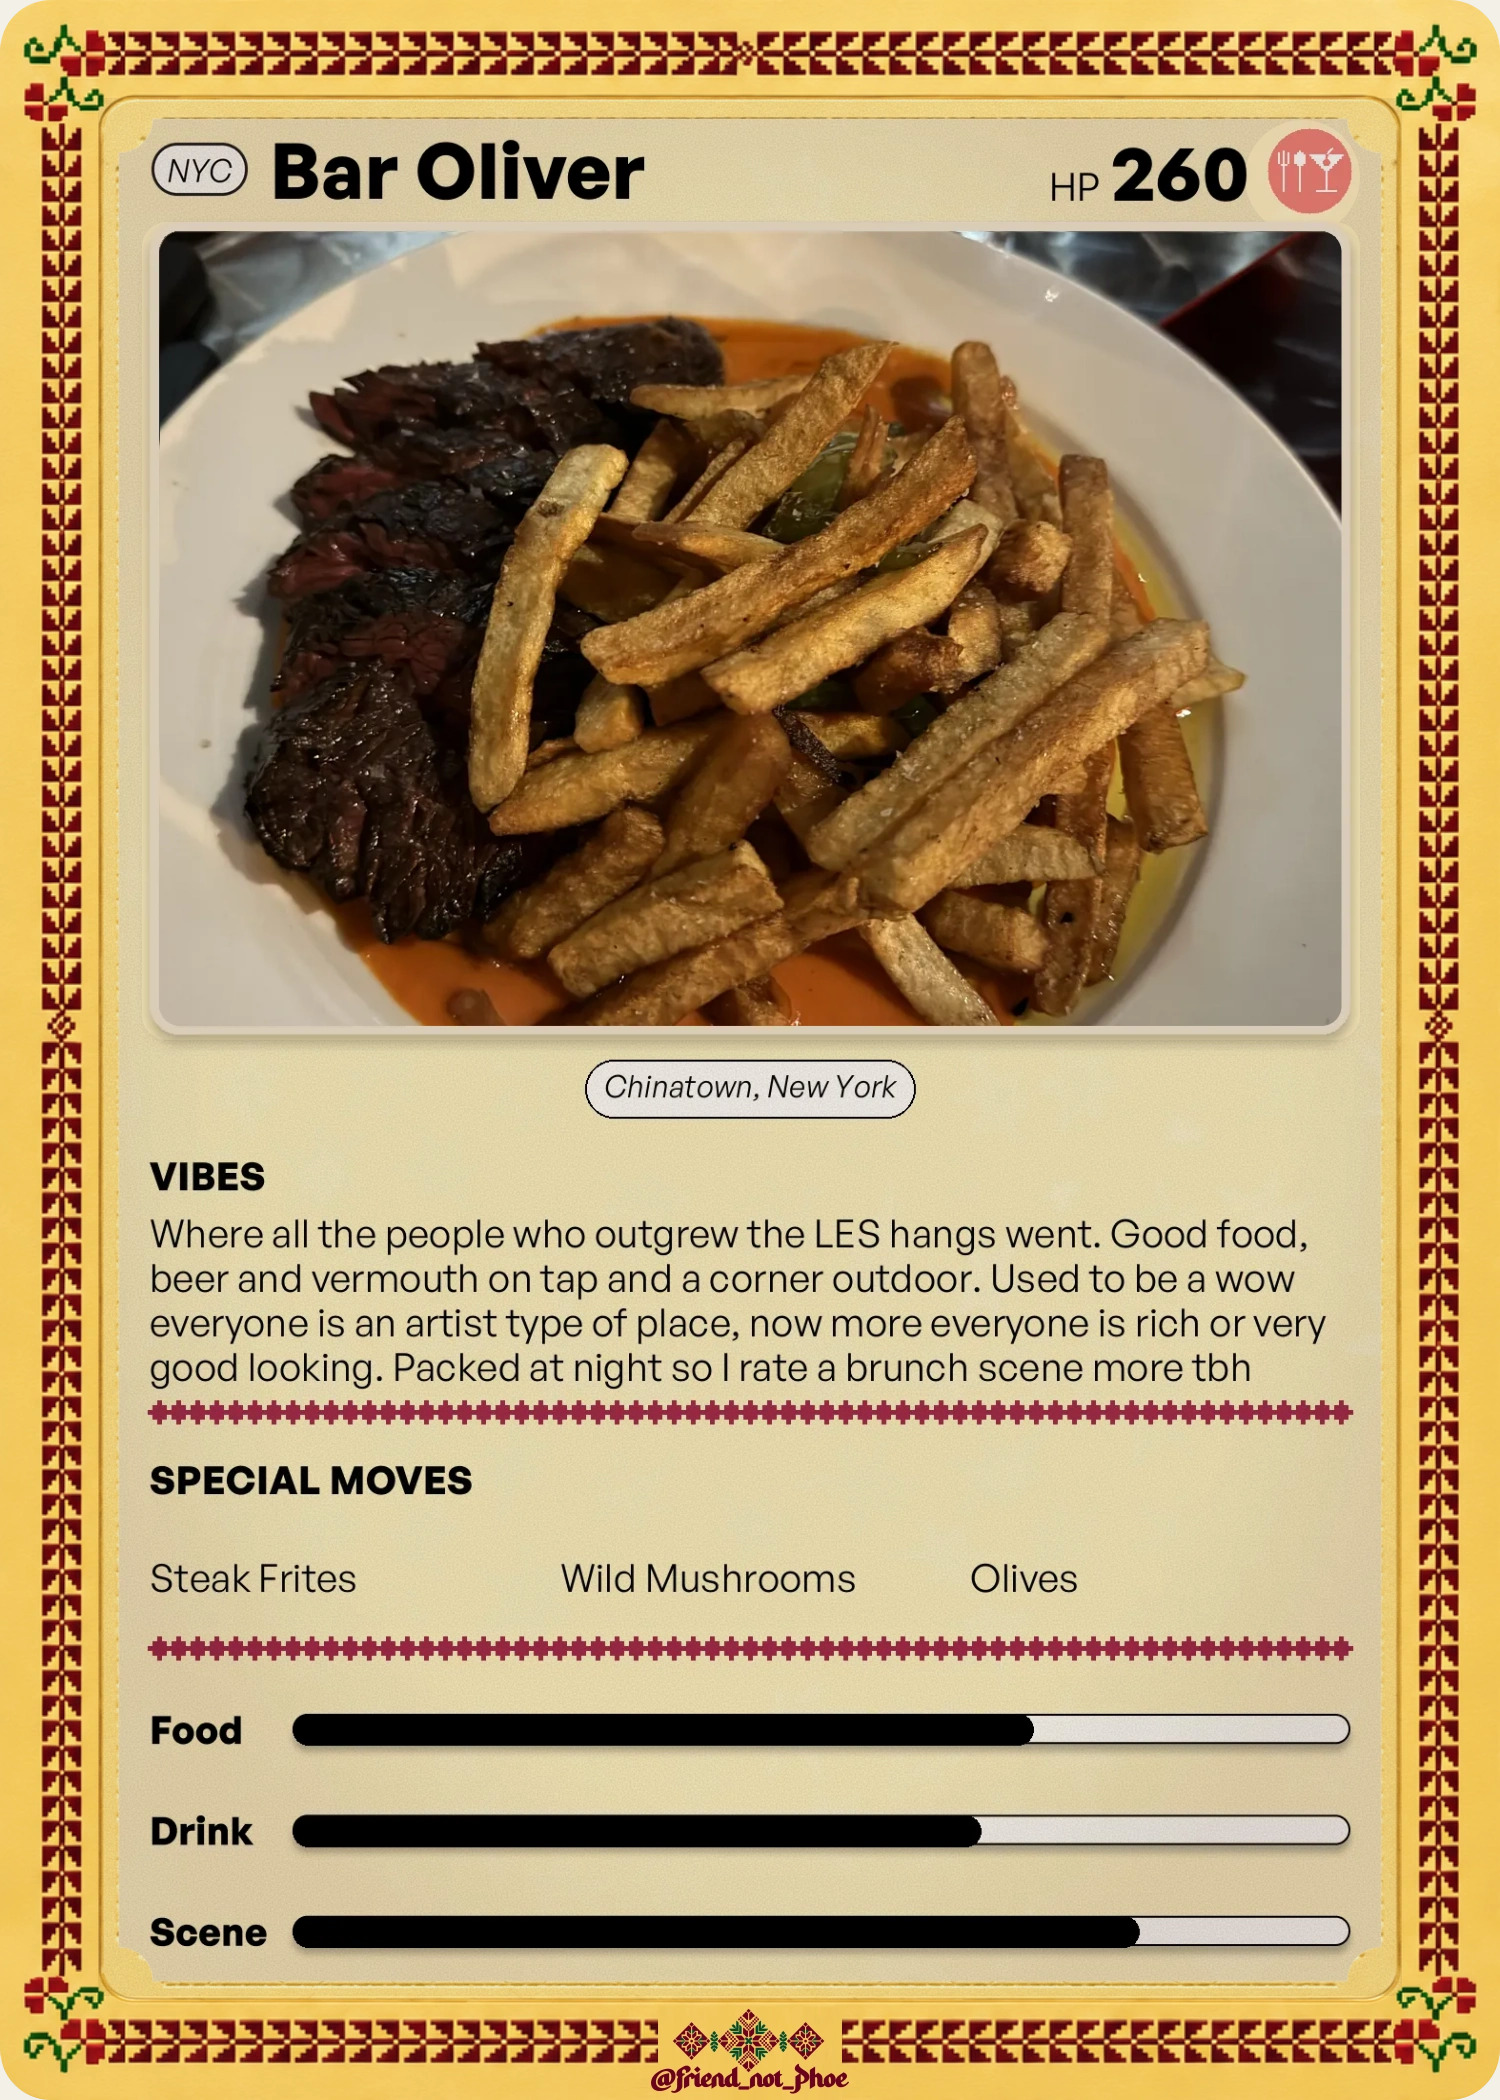 NYC Bar Oliver HP 260
Chinatown, New York
VIBES
Where all the people who outgrew the LES hangs went. Good food,
beer and vermouth on tap and a corner outdoor. Used to be a wow
everyone is an artist type of place, now more everyone is rich or very
good looking. Packed at night so I rate a brunch scene more tbh
SPECIAL MOVES
Steak Frites Wild Mushrooms Olives
Food
Drink
Scene
@friend_not_Phoe